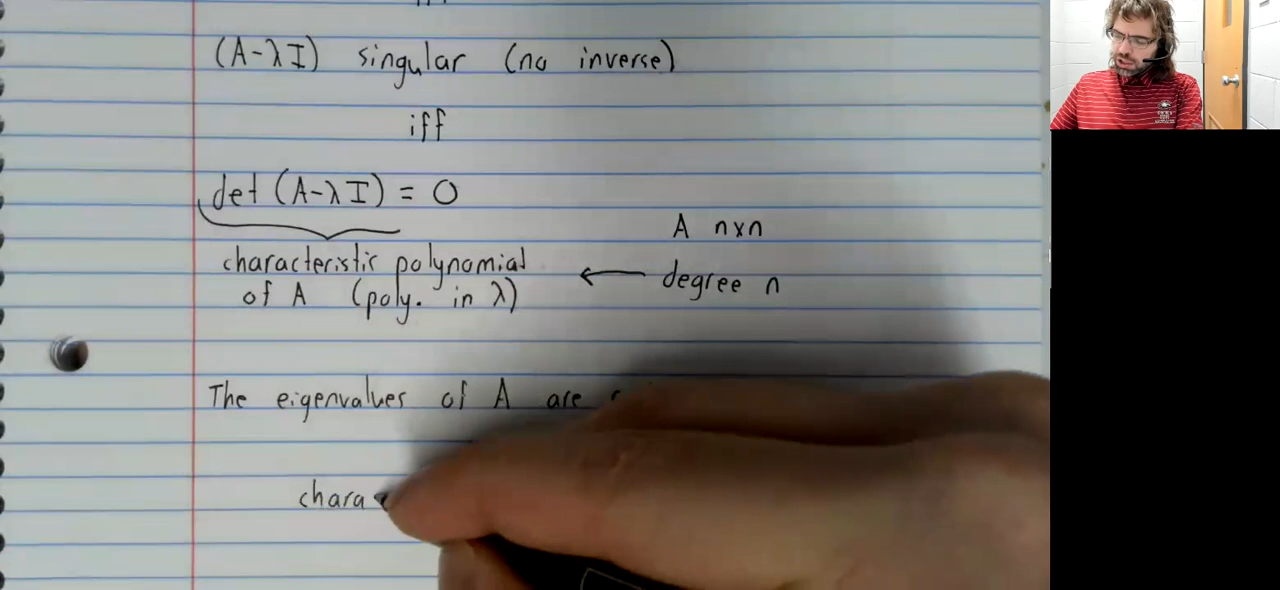 (A-λI) singular (no inverse)
iff
det (A-λI) = 0
A n×n
characteristic polynomial
of A (poly. in λ)
← degree n
The eigenvalues of A are
chara